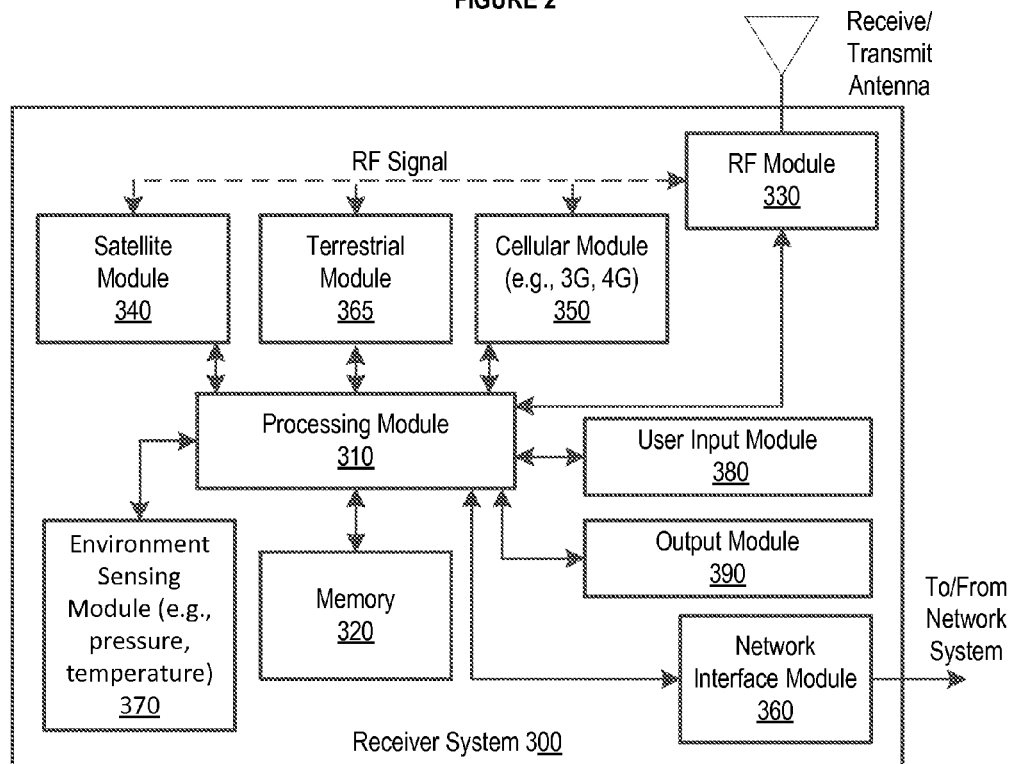 FIGURE 2
Receive/
Transmit
Antenna
RF Signal
RF Module
330
Satellite
Module
340
Terrestrial
Module
365
Cellular Module
(e.g., 3G, 4G)
350
Processing Module
310
User Input Module
380
Environment
Sensing
Module (e.g.,
pressure,
temperature)
370
Memory
320
Output Module
390
Network
Interface Module
360
To/From
Network
System
Receiver System 300